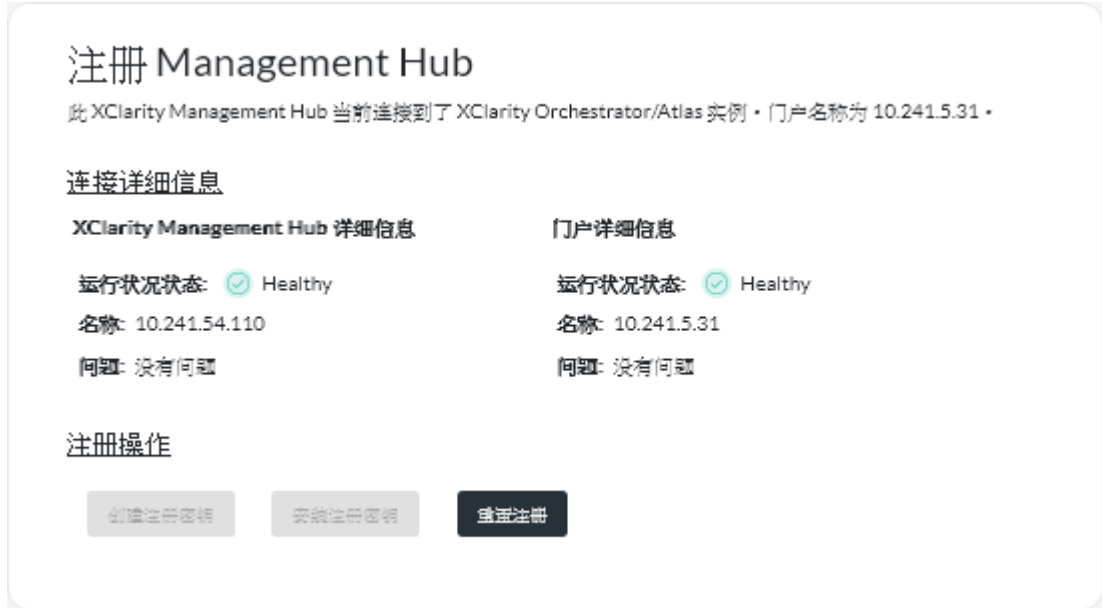 注册 Management Hub
此 XClarity Management Hub 当前连接到了 XClarity Orchestrator/Atlas 实例。门户名称为 10.241.5.31。
连接详细信息
XClarity Management Hub 详细信息
门户详细信息
运行状况状态: Healthy
运行状况状态: Healthy
名称: 10.241.54.110
名称: 10.241.5.31
问题: 没有问题
问题: 没有问题
注册操作
创建注册密钥
安装注册密钥
重置注册